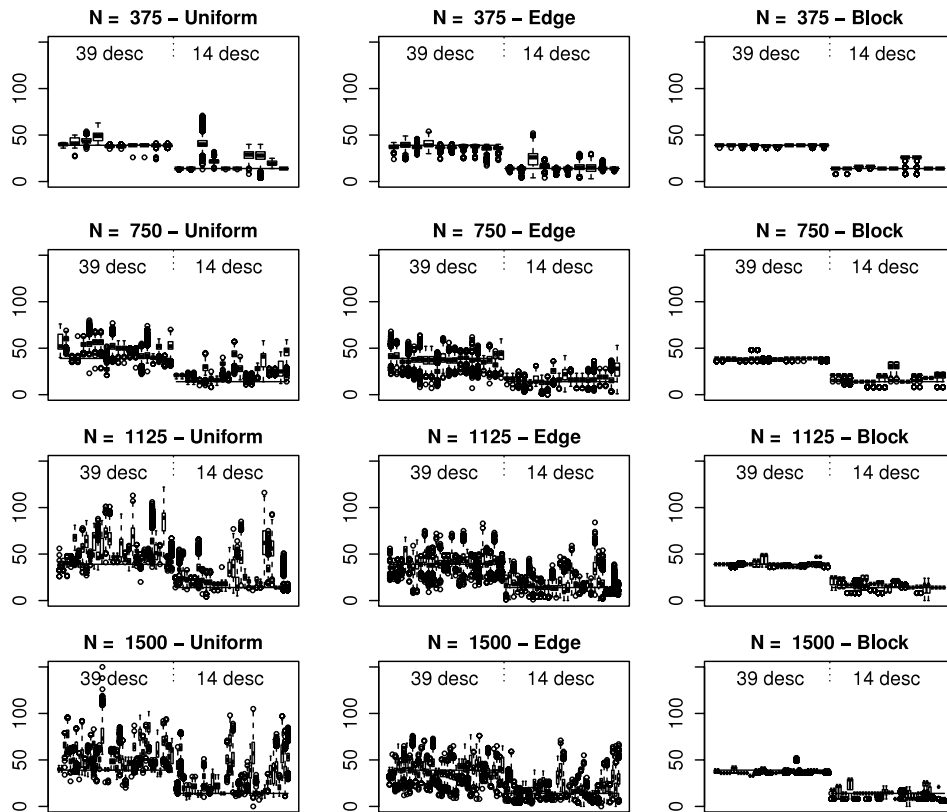 N = 375 – Uniform
N = 375 – Edge
N = 375 – Block
39 desc 14 desc
39 desc 14 desc
39 desc 14 desc
0 50 100
0 50 100
0 50 100
N = 750 – Uniform
N = 750 – Edge
N = 750 – Block
39 desc 14 desc
39 desc 14 desc
39 desc 14 desc
0 50 100
0 50 100
0 50 100
N = 1125 – Uniform
N = 1125 – Edge
N = 1125 – Block
39 desc 14 desc
39 desc 14 desc
39 desc 14 desc
0 50 100
0 50 100
0 50 100
N = 1500 – Uniform
N = 1500 – Edge
N = 1500 – Block
39 desc 14 desc
39 desc 14 desc
39 desc 14 desc
0 50 100
0 50 100
0 50 100